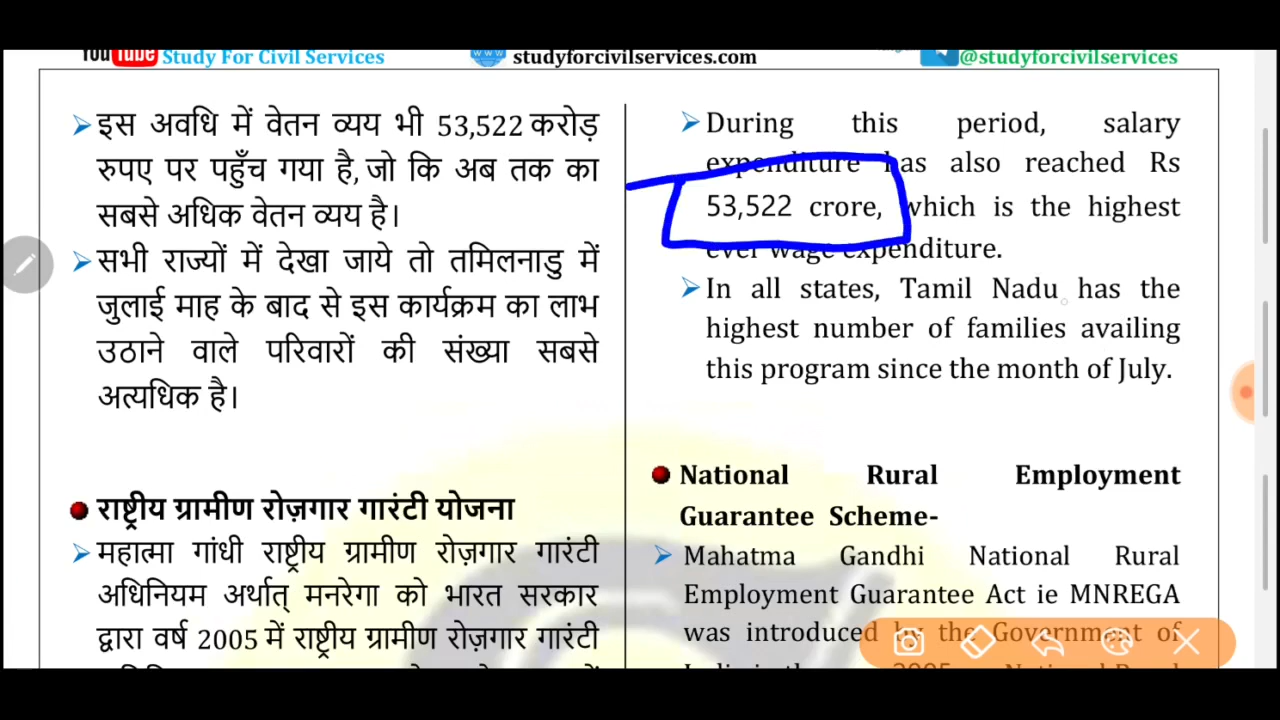 YouTube Study For Civil Services
studyforcivilservices.com
@studyforcivilservices
➢ इस अवधि में वेतन व्यय भी 53,522 करोड़
रुपए पर पहुँच गया है, जो कि अब तक का
सबसे अधिक वेतन व्यय है।
➢ सभी राज्यों में देखा जाये तो तमिलनाडु में
जुलाई माह के बाद से इस कार्यक्रम का लाभ
उठाने वाले परिवारों की संख्या सबसे
अत्यधिक है।
● राष्ट्रीय ग्रामीण रोज़गार गारंटी योजना
➢ महात्मा गांधी राष्ट्रीय ग्रामीण रोज़गार गारंटी
अधिनियम अर्थात् मनरेगा को भारत सरकार
द्वारा वर्ष 2005 में राष्ट्रीय ग्रामीण रोज़गार गारंटी
➢ During this period, salary
expenditure has also reached Rs
53,522 crore, which is the highest
ever wage expenditure.
➢ In all states, Tamil Nadu has the
highest number of families availing
this program since the month of July.
● National Rural Employment
Guarantee Scheme-
➢ Mahatma Gandhi National Rural
Employment Guarantee Act ie MNREGA
was introduced by the Government of